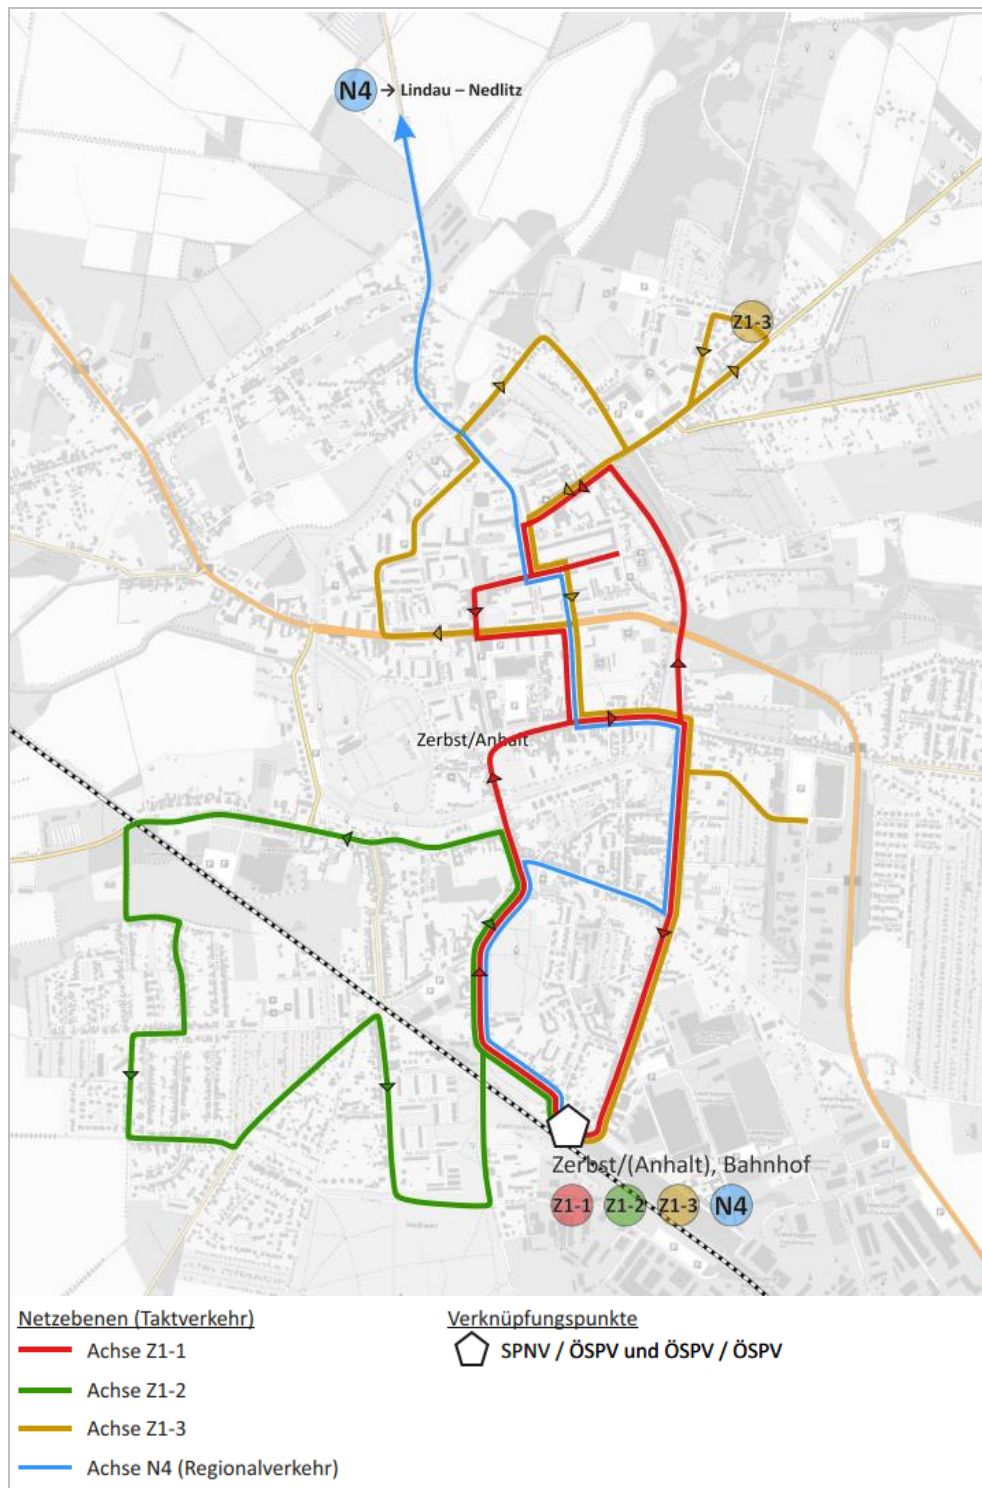 N4 → Lindau – Nedlitz
Z1-3
Zerbst/Anhalt
Zerbst/(Anhalt), Bahnhof
Z1-1 Z1-2 Z1-3 N4
Netzebenen (Taktverkehr)
Achse Z1-1
Achse Z1-2
Achse Z1-3
Achse N4 (Regionalverkehr)
Verknüpfungspunkte
SPNV / ÖSPV und ÖSPV / ÖSPV